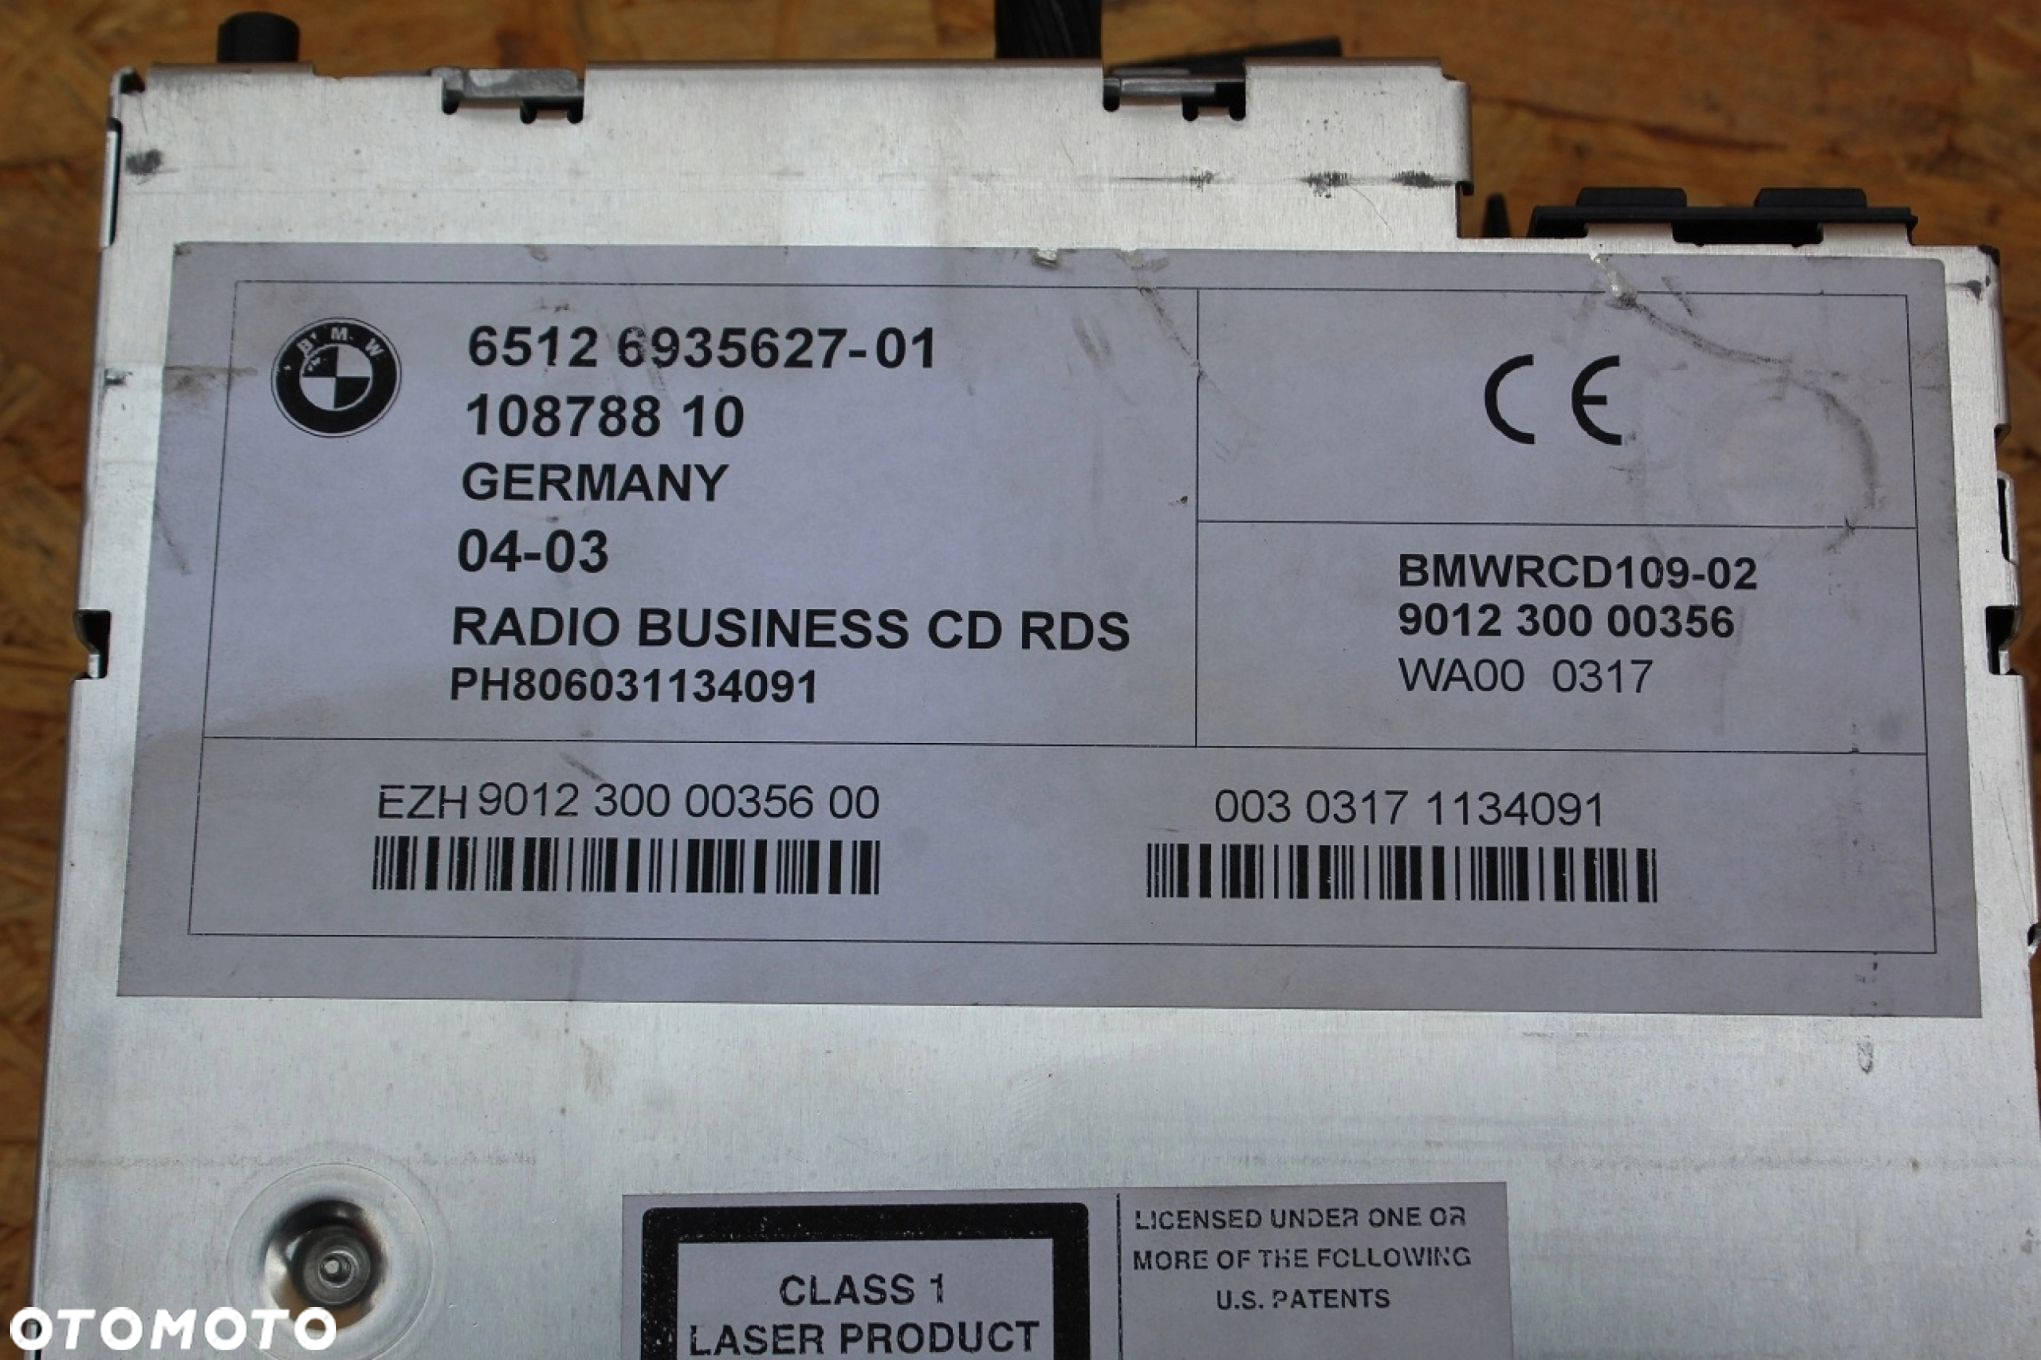 BMW
6512 6935627-01
108788 10
GERMANY
04-03
RADIO BUSINESS CD RDS
PH806031134091
CE
BMWRCD109-02
9012 300 00356
WA00 0317
EZH 9012 300 00356 00
003 0317 1134091
CLASS 1
LASER PRODUCT
LICENSED UNDER ONE OR
MORE OF THE FOLLOWING
U.S. PATENTS
OTOMOTO